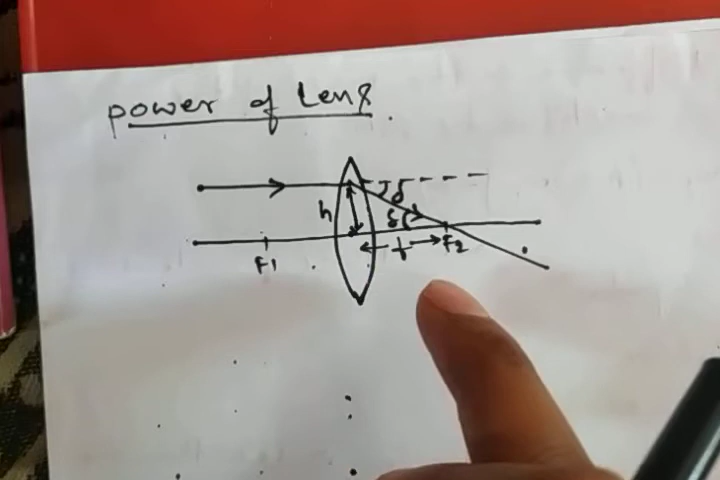 power of Lens
δ
h
δ
f
F1
F2